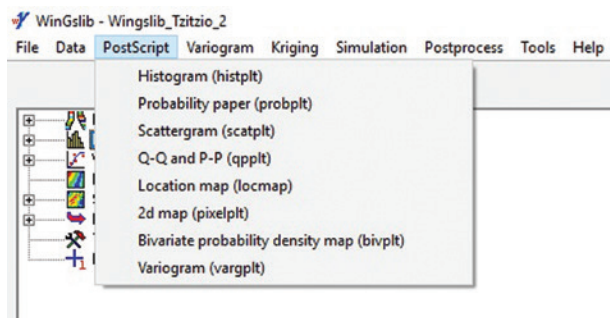 WinGslib - Wingslib_Tzitzio_2
File Data PostScript Variogram Kriging Simulation Postprocess Tools Help
Histogram (histplt)
Probability paper (probplt)
Scattergram (scatplt)
Q-Q and P-P (qpplt)
Location map (locmap)
2d map (pixelplt)
Bivariate probability density map (bivplt)
Variogram (vargplt)